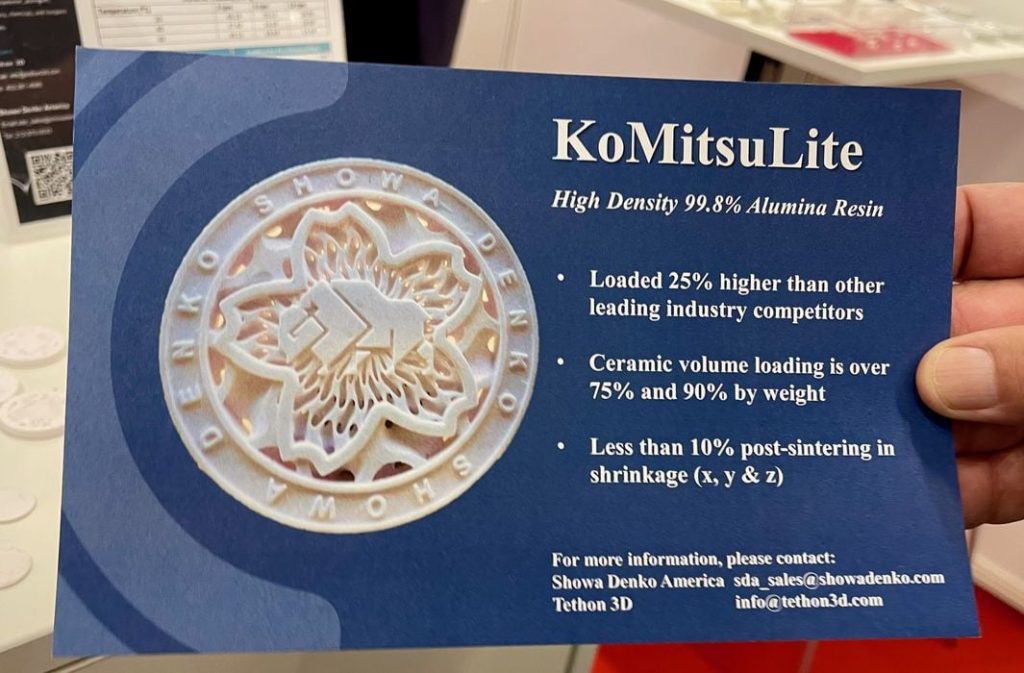 SHOWA DENKO
SHOWA DENKO
KoMitsuLite
High Density 99.8% Alumina Resin
• Loaded 25% higher than other
leading industry competitors
• Ceramic volume loading is over
75% and 90% by weight
• Less than 10% post-sintering in
shrinkage (x, y & z)
For more information, please contact:
Showa Denko America sda_sales@showadenko.com
Tethon 3D info@tethon3d.com